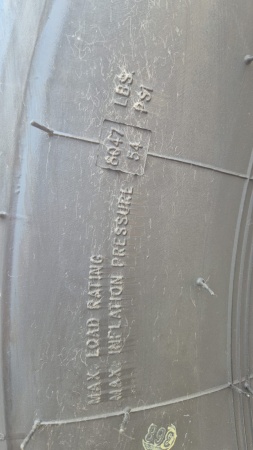 MAX. LOAD RATING 6047 LBS.
MAX. INFLATION PRESSURE 54 PSI